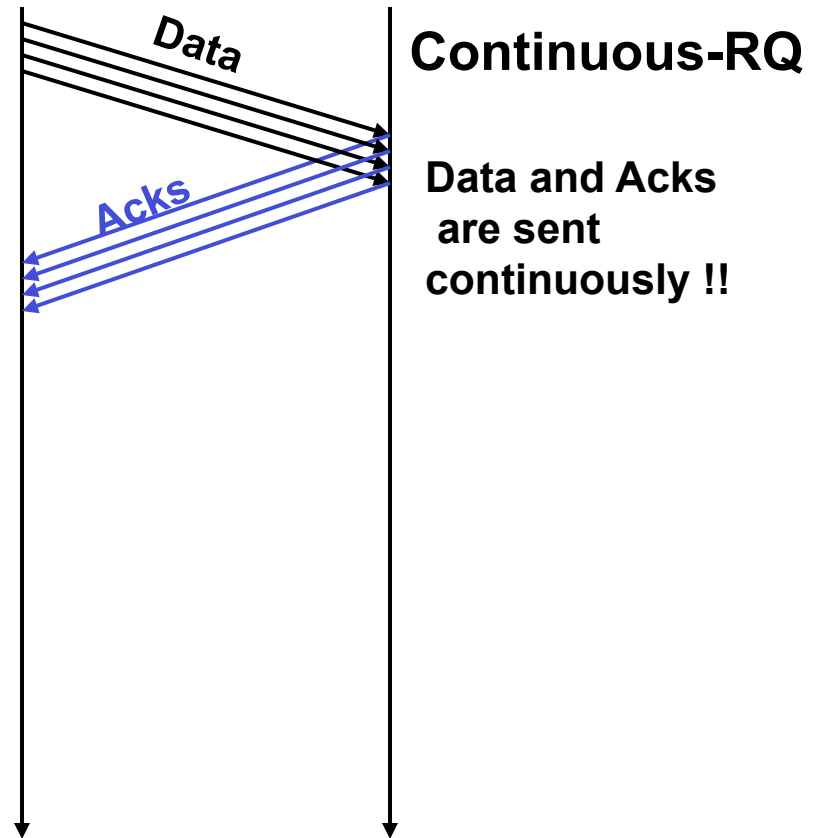 Data
Continuous-RQ
Acks
Data and Acks
are sent
continuously !!